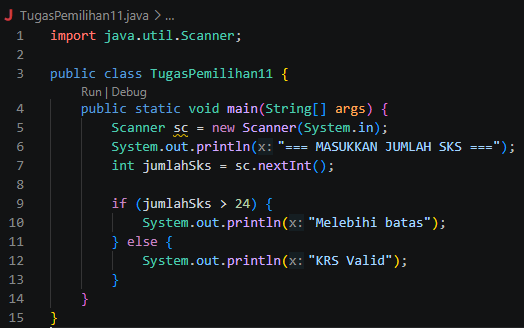 J TugasPemilihan11.java > ...
1 import java.util.Scanner;
2
3 public class TugasPemilihan11 {
Run | Debug
4 public static void main(String[] args) {
5 Scanner sc = new Scanner(System.in);
6 System.out.println(x: "=== MASUKKAN JUMLAH SKS ===");
7 int jumlahSks = sc.nextInt();
8
9 if (jumlahSks > 24) {
10 System.out.println(x: "Melebihi batas");
11 } else {
12 System.out.println(x: "KRS Valid");
13 }
14 }
15 }